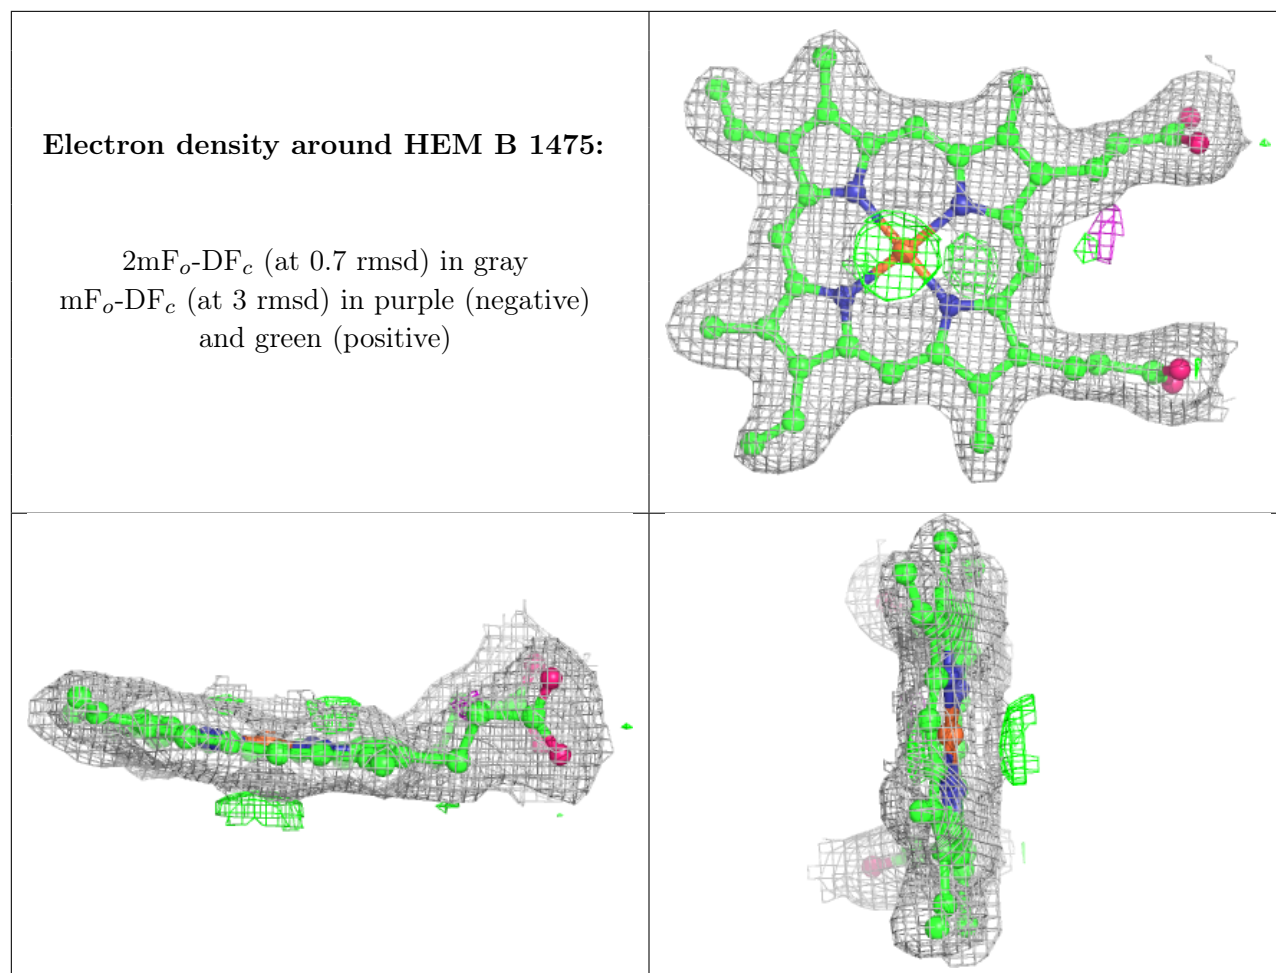 Electron density around HEM B 1475:
2mFo-DFc (at 0.7 rmsd) in gray
mFo-DFc (at 3 rmsd) in purple (negative)
and green (positive)